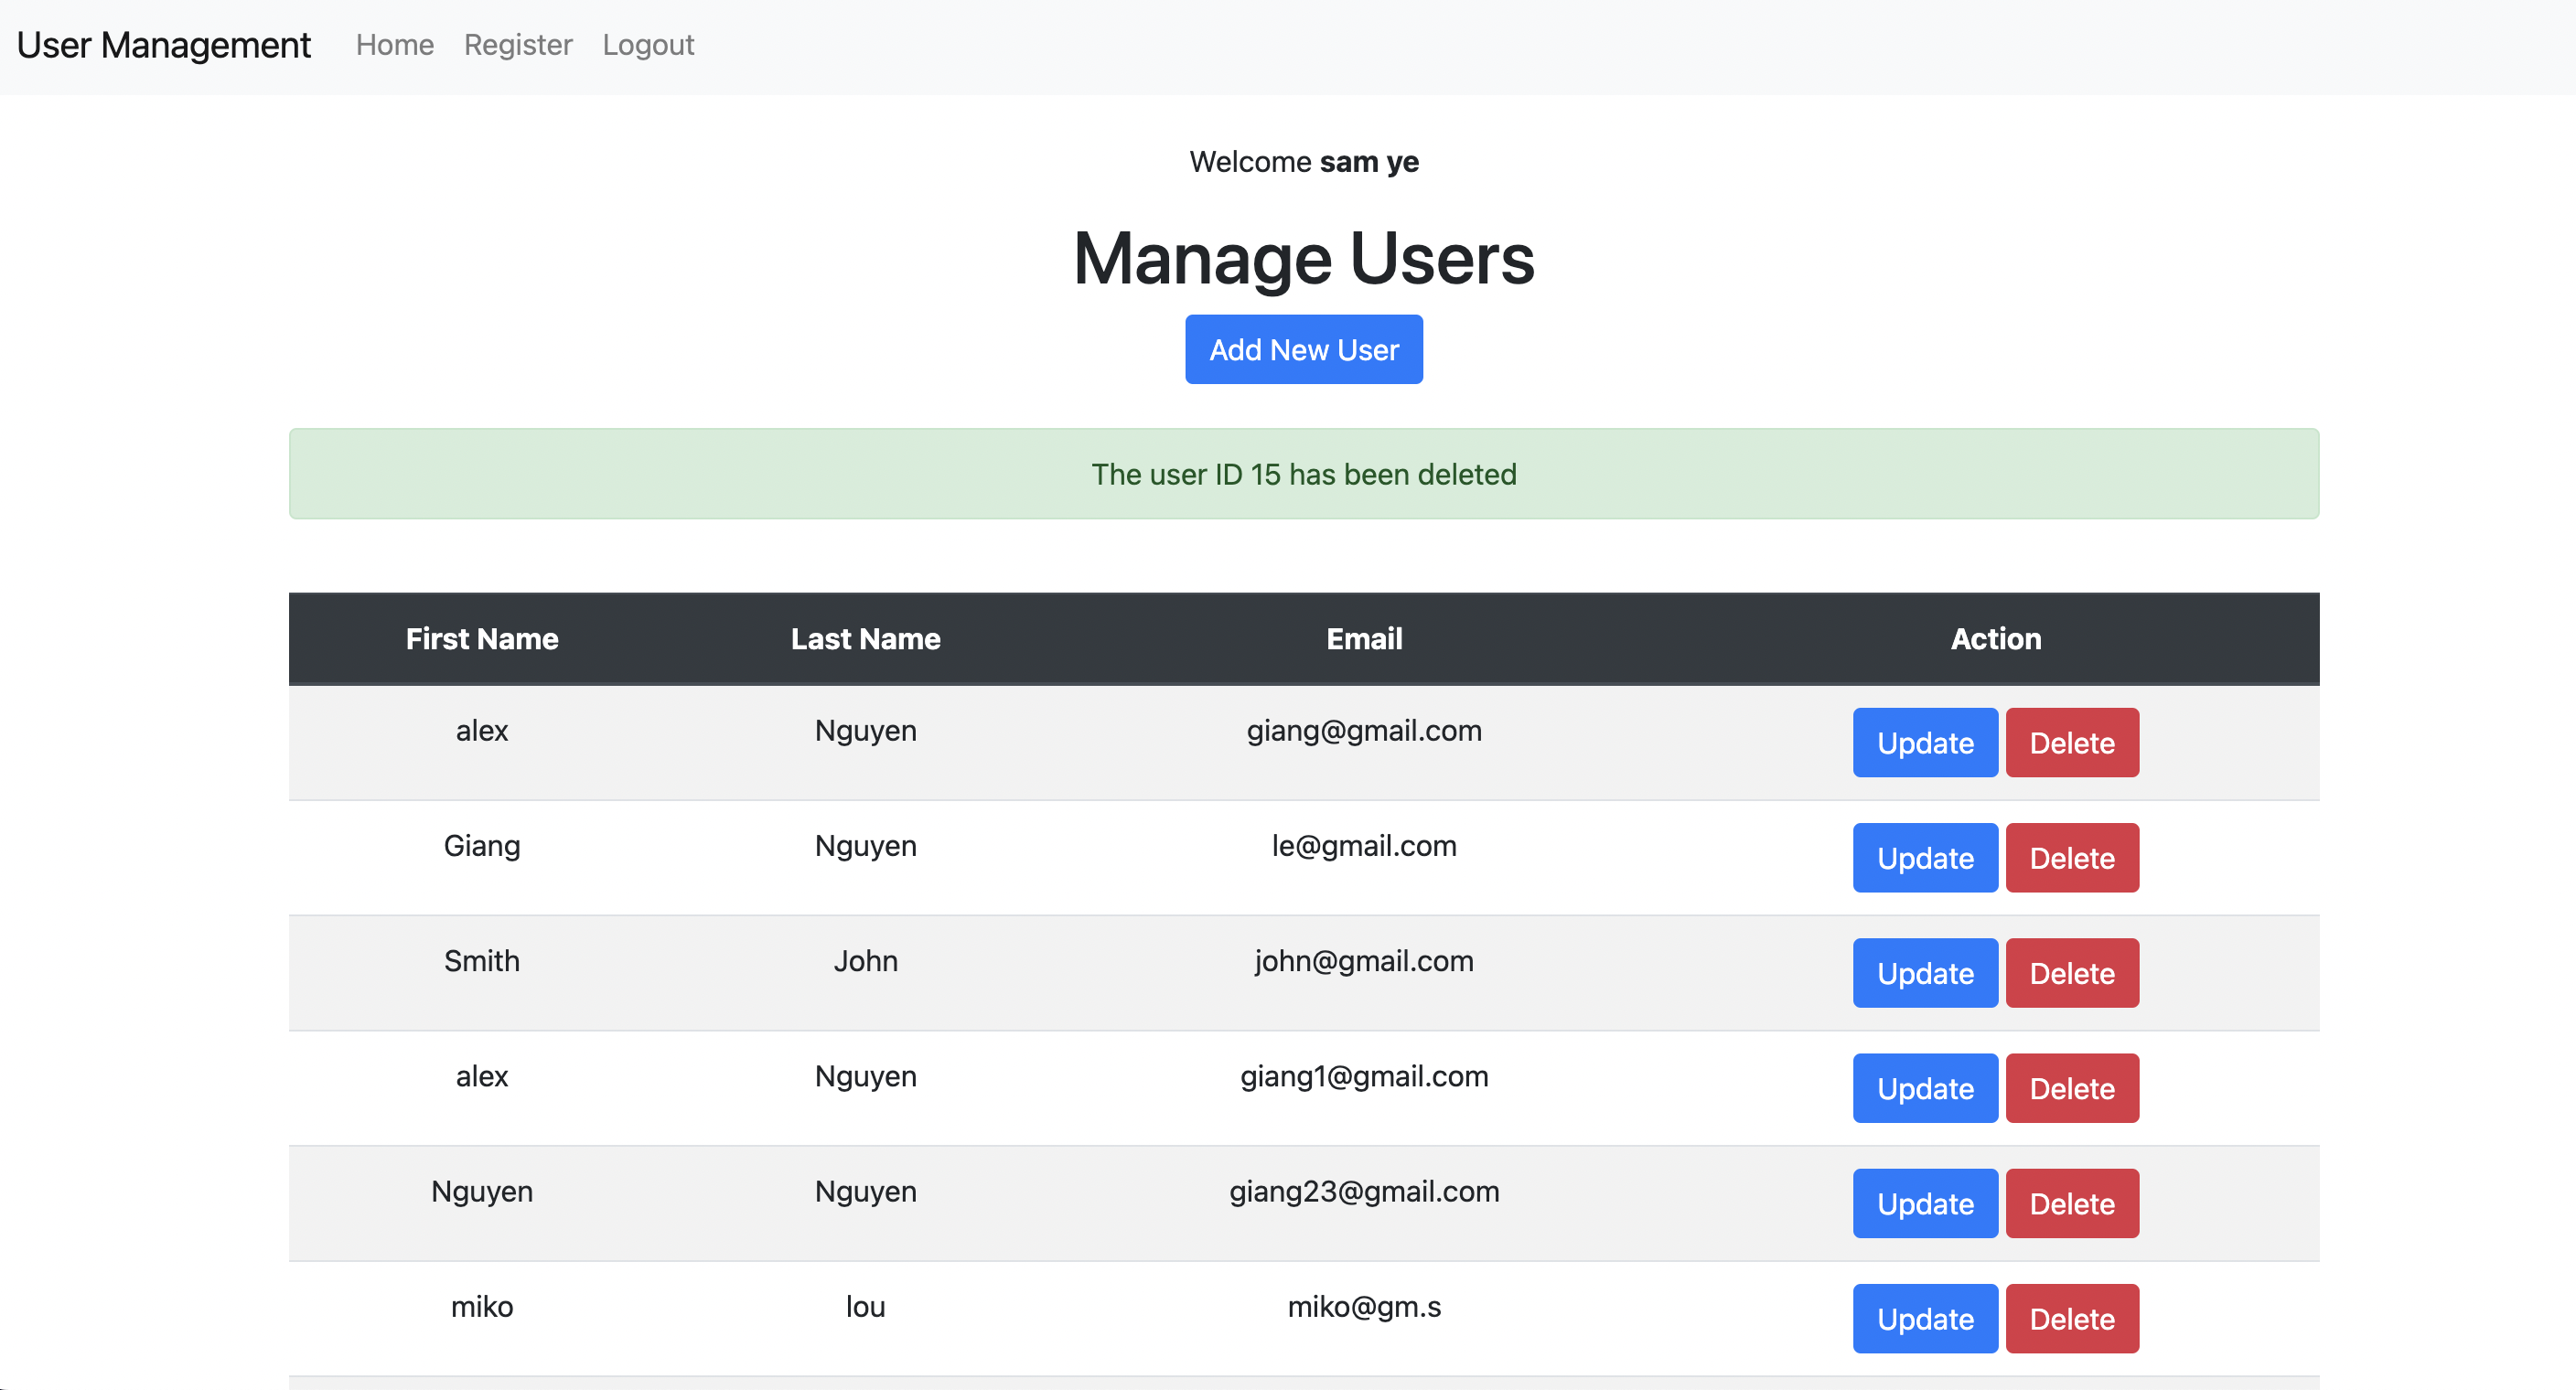 User Management Home Register Logout
Welcome sam ye
Manage Users
Add New User
The user ID 15 has been deleted
First Name Last Name Email Action
alex Nguyen giang@gmail.com Update Delete
Giang Nguyen le@gmail.com Update Delete
Smith John john@gmail.com Update Delete
alex Nguyen giang1@gmail.com Update Delete
Nguyen Nguyen giang23@gmail.com Update Delete
miko lou miko@gm.s Update Delete